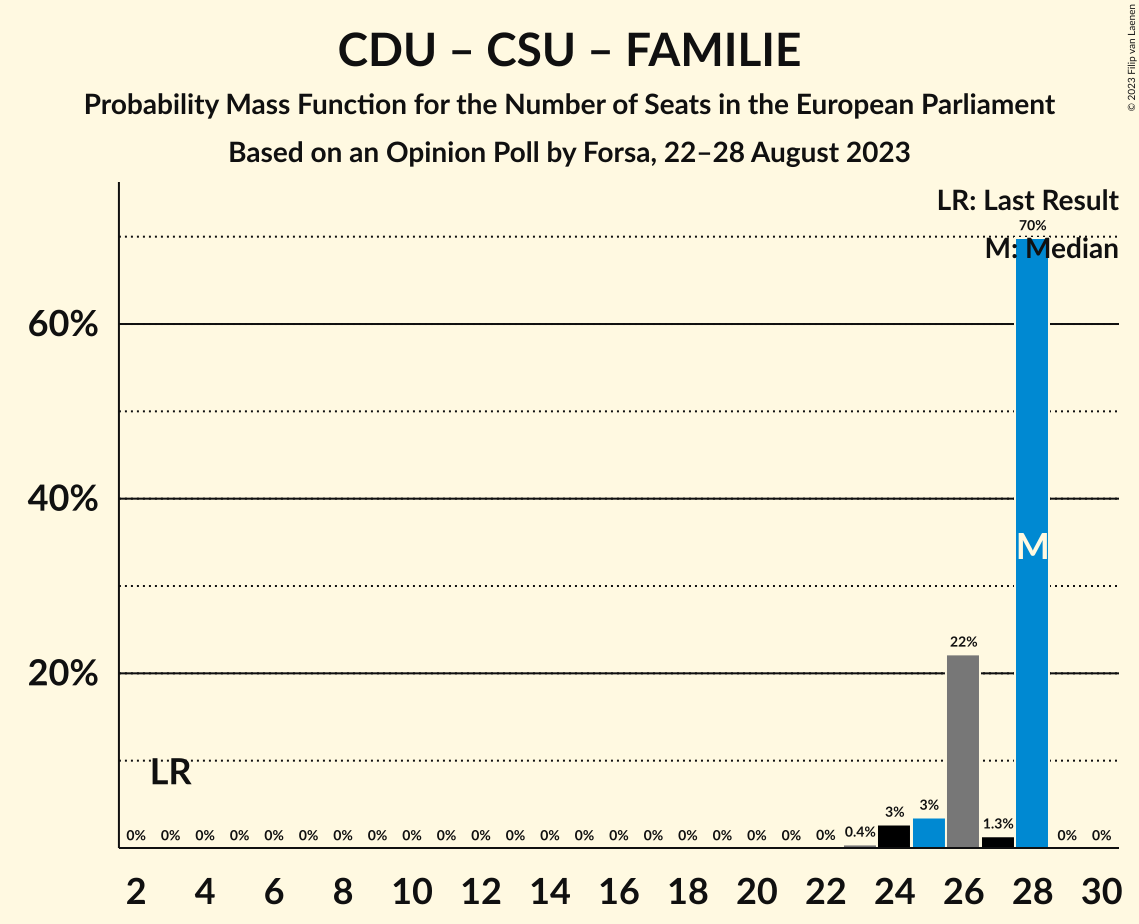 CDU – CSU – FAMILIE
Probability Mass Function for the Number of Seats in the European Parliament
Based on an Opinion Poll by Forsa, 22–28 August 2023
© 2023 Filip van Laenen
LR: Last Result
M: Median
70%
60%
40%
M
22%
20%
LR
0% 0% 0% 0% 0% 0% 0% 0% 0% 0% 0% 0% 0% 0% 0% 0% 0% 0% 0% 0% 0% 0.4% 3% 3% 1.3% 0% 0%
2 4 6 8 10 12 14 16 18 20 22 24 26 28 30